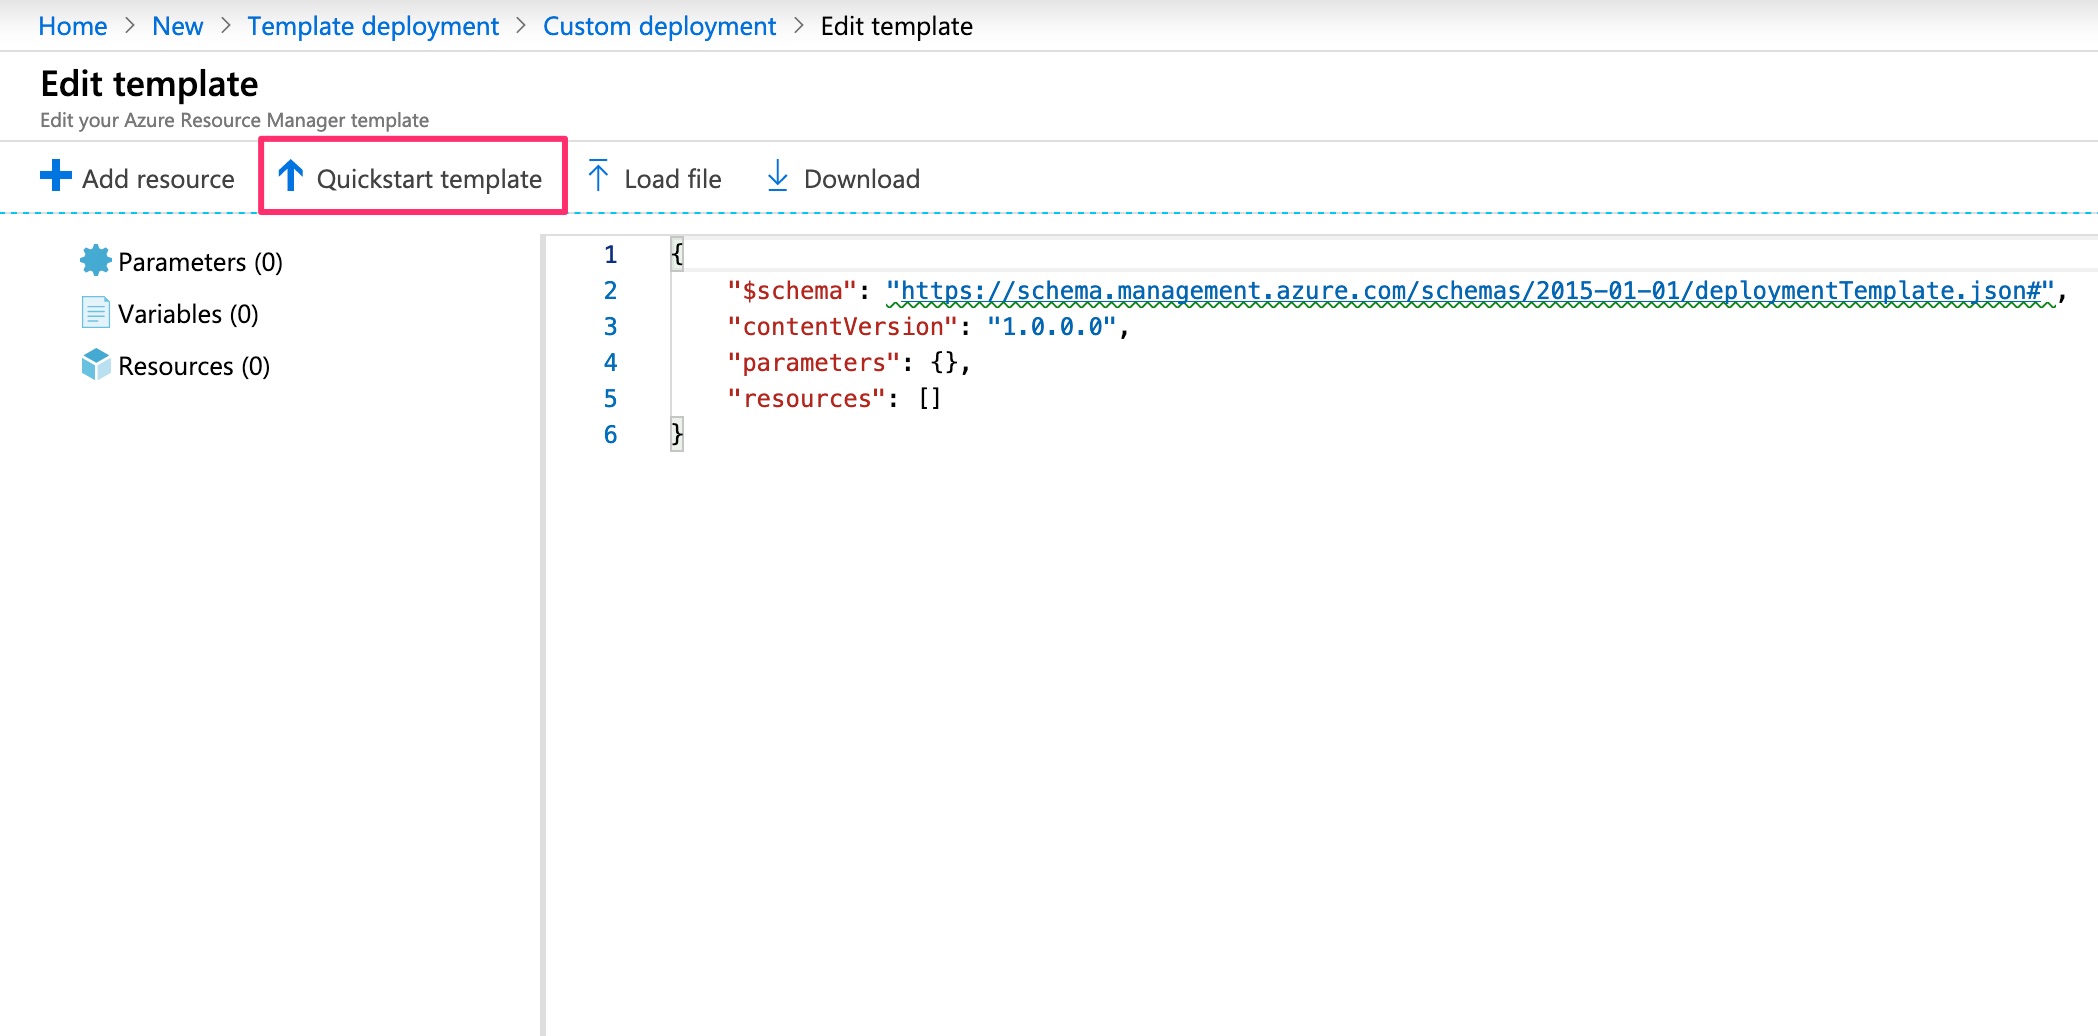 Home > New > Template deployment > Custom deployment > Edit template
Edit template
Edit your Azure Resource Manager template
Add resource Quickstart template Load file Download
Parameters (0)
Variables (0)
Resources (0)
1 {
2 "$schema": "https://schema.management.azure.com/schemas/2015-01-01/deploymentTemplate.json#",
3 "contentVersion": "1.0.0.0",
4 "parameters": {},
5 "resources": []
6 }